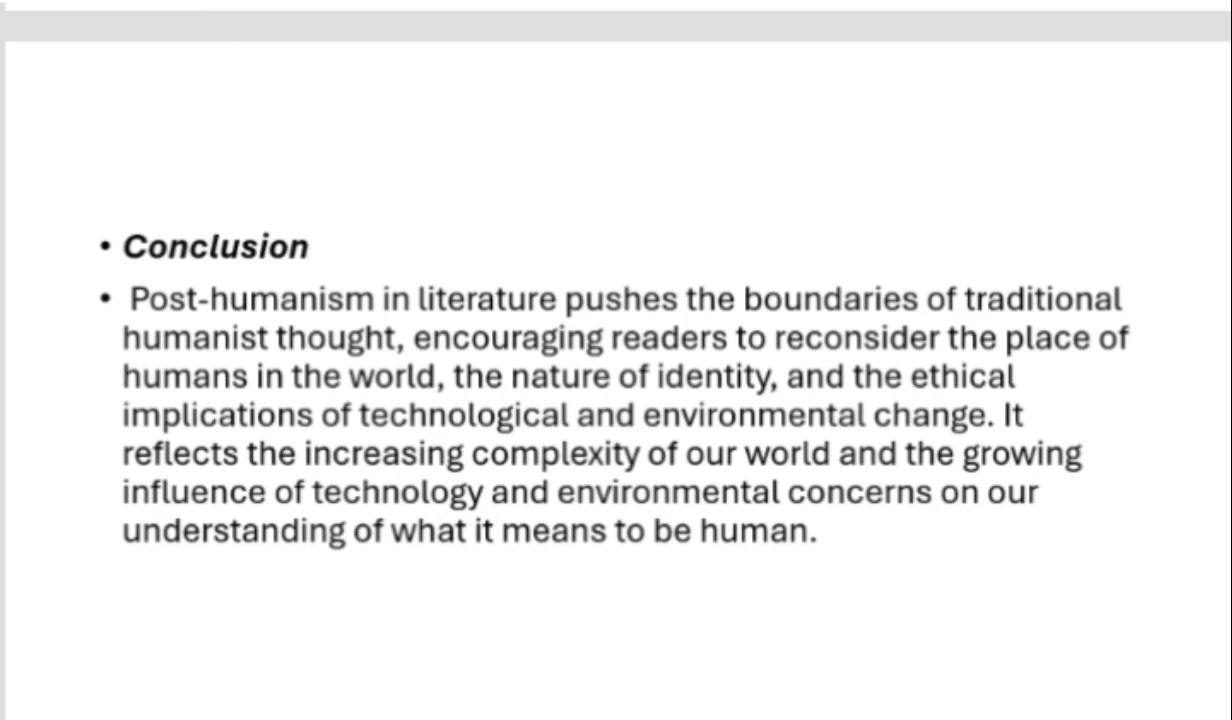 • Conclusion
• Post-humanism in literature pushes the boundaries of traditional
humanist thought, encouraging readers to reconsider the place of
humans in the world, the nature of identity, and the ethical
implications of technological and environmental change. It
reflects the increasing complexity of our world and the growing
influence of technology and environmental concerns on our
understanding of what it means to be human.